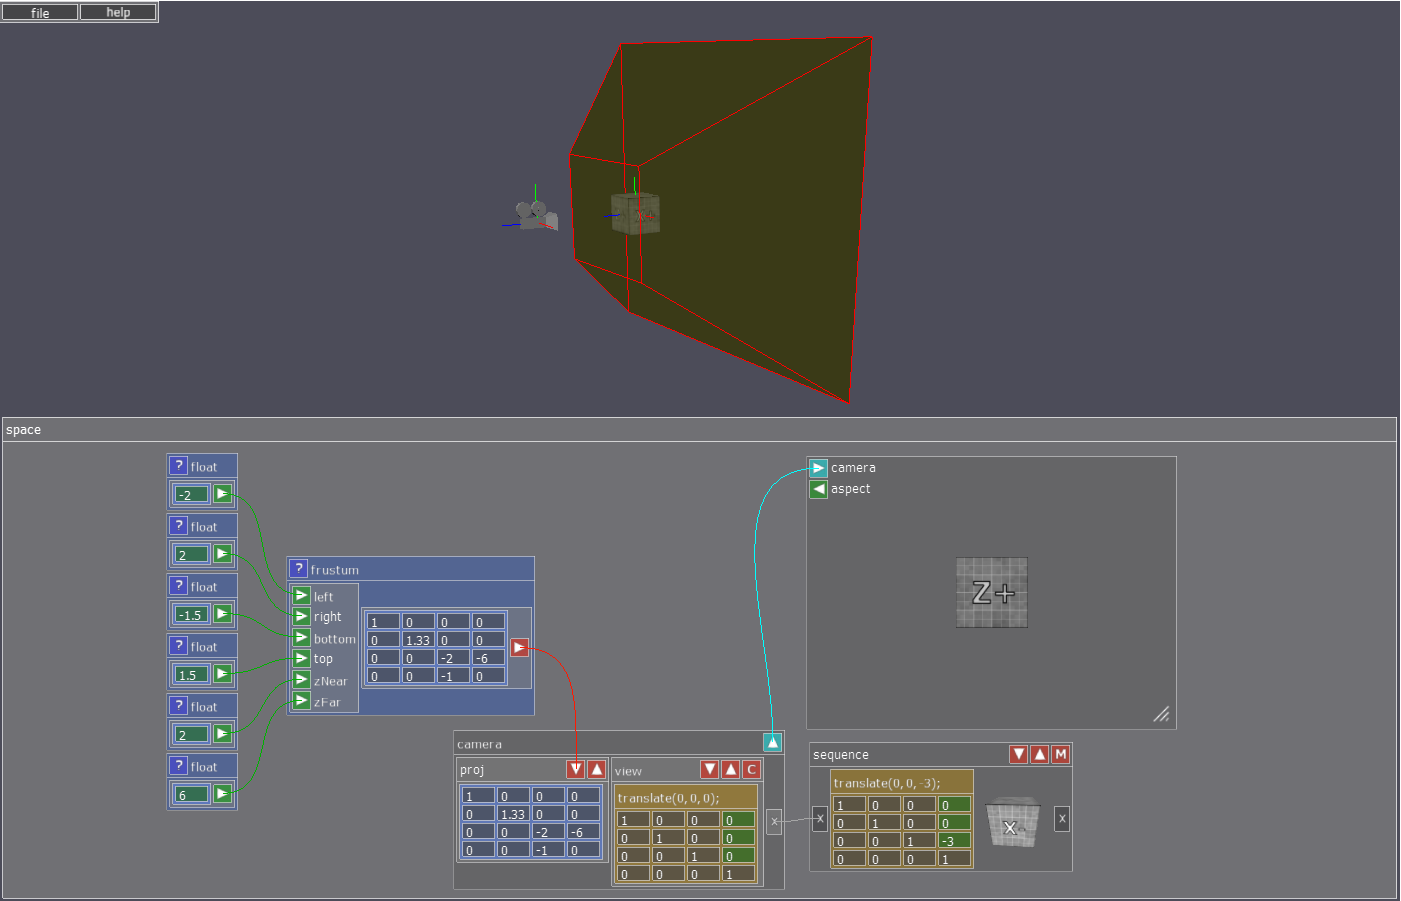 file help
space
? float
-2
? float
2
? float
-1.5
? float
1.5
? float
2
? float
6
? frustum
left
right
bottom
top
zNear
zFar
1 0 0 0
0 1.33 0 0
0 0 -2 -6
0 0 -1 0
camera
proj
1 0 0 0
0 1.33 0 0
0 0 -2 -6
0 0 -1 0
view C
translate(0, 0, 0);
1 0 0 0
0 1 0 0
0 0 1 0
0 0 0 1
x
camera
aspect
Z+
sequence M
translate(0, 0, -3);
1 0 0 0
0 1 0 0
0 0 1 -3
0 0 0 1
x
X
x